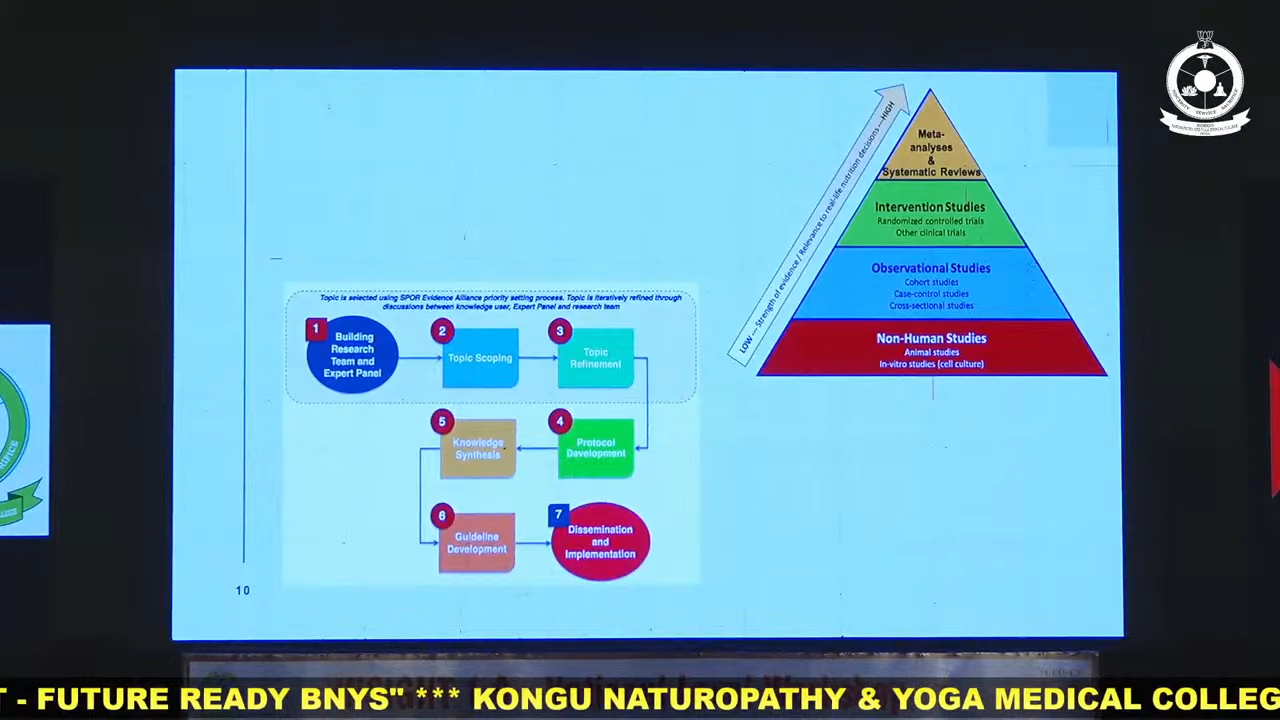 Topic is selected using SPOR Evidence Alliance priority setting process. Topic is iteratively refined through
discussions between knowledge user, Expert Panel and research team
1
Building
Research
Team and
Expert Panel
2
Topic Scoping
3
Topic
Refinement
4
Protocol
Development
5
Knowledge
Synthesis
6
Guideline
Development
7
Dissemination
and
Implementation
10
LOW — Strength of evidence / Relevance to real-life nutrition decisions — HIGH
Meta-
analyses
&
Systematic Reviews
Intervention Studies
Randomized controlled trials
Other clinical trials
Observational Studies
Cohort studies
Case-control studies
Cross-sectional studies
Non-Human Studies
Animal studies
In-vitro studies (cell culture)
T - FUTURE READY BNYS" *** KONGU NATUROPATHY & YOGA MEDICAL COLLEG